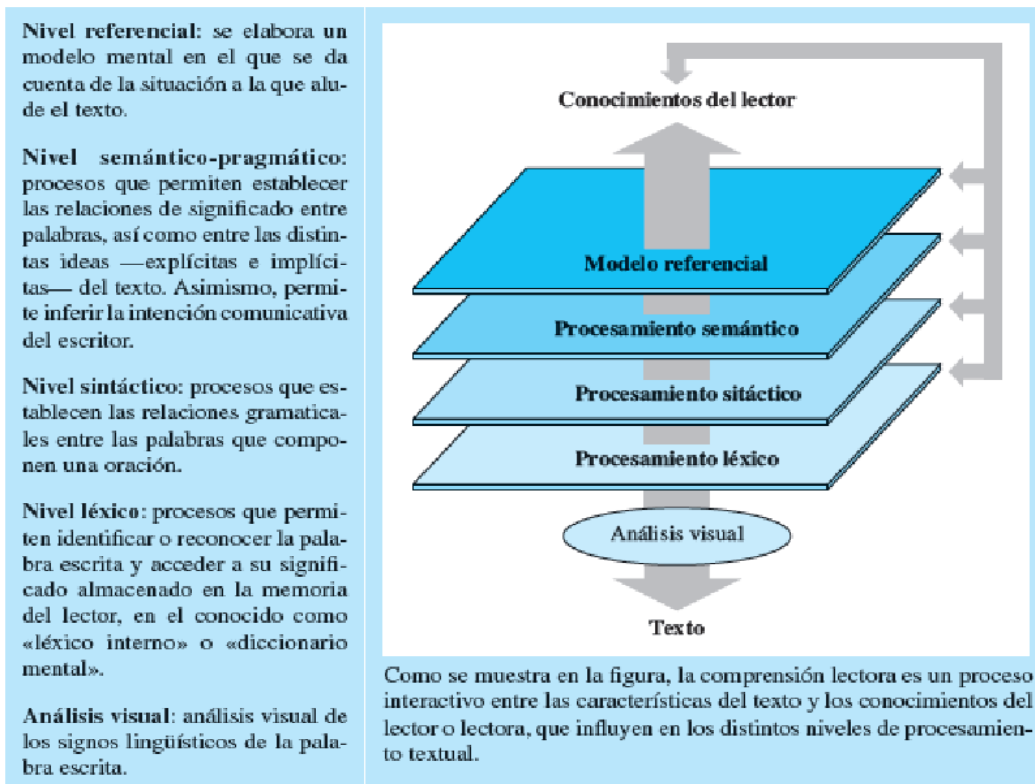 Nivel referencial: se elabora un
modelo mental en el que se da
cuenta de la situación a la que alu-
de el texto.
Nivel semántico-pragmático:
procesos que permiten establecer
las relaciones de significado entre
palabras, así como entre las distin-
tas ideas —explícitas e implíci-
tas— del texto. Asimismo, permi-
te inferir la intención comunicativa
del escritor.
Nivel sintáctico: procesos que es-
tablecen las relaciones gramatica-
les entre las palabras que compo-
nen una oración.
Nivel léxico: procesos que permi-
ten identificar o reconocer la pala-
bra escrita y acceder a su signifi-
cado almacenado en la memoria
del lector, en el conocido como
«léxico interno» o «diccionario
mental».
Análisis visual: análisis visual de
los signos lingüísticos de la pala-
bra escrita.
Conocimientos del lector
Modelo referencial
Procesamiento semántico
Procesamiento sitáctico
Procesamiento léxico
Análisis visual
Texto
Como se muestra en la figura, la comprensión lectora es un proceso
interactivo entre las características del texto y los conocimientos del
lector o lectora, que influyen en los distintos niveles de procesamien-
to textual.